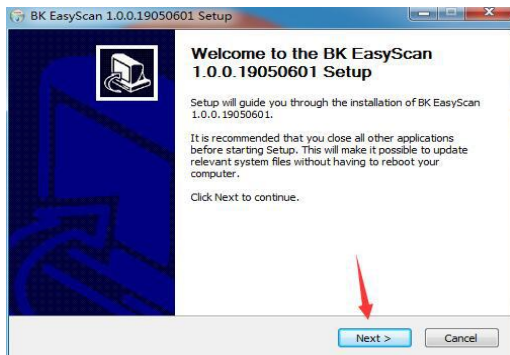 BK EasyScan 1.0.0.19050601 Setup
Welcome to the BK EasyScan
1.0.0.19050601 Setup
Setup will guide you through the installation of BK EasyScan
1.0.0.19050601.
It is recommended that you close all other applications
before starting Setup. This will make it possible to update
relevant system files without having to reboot your
computer.
Click Next to continue.
Next >
Cancel